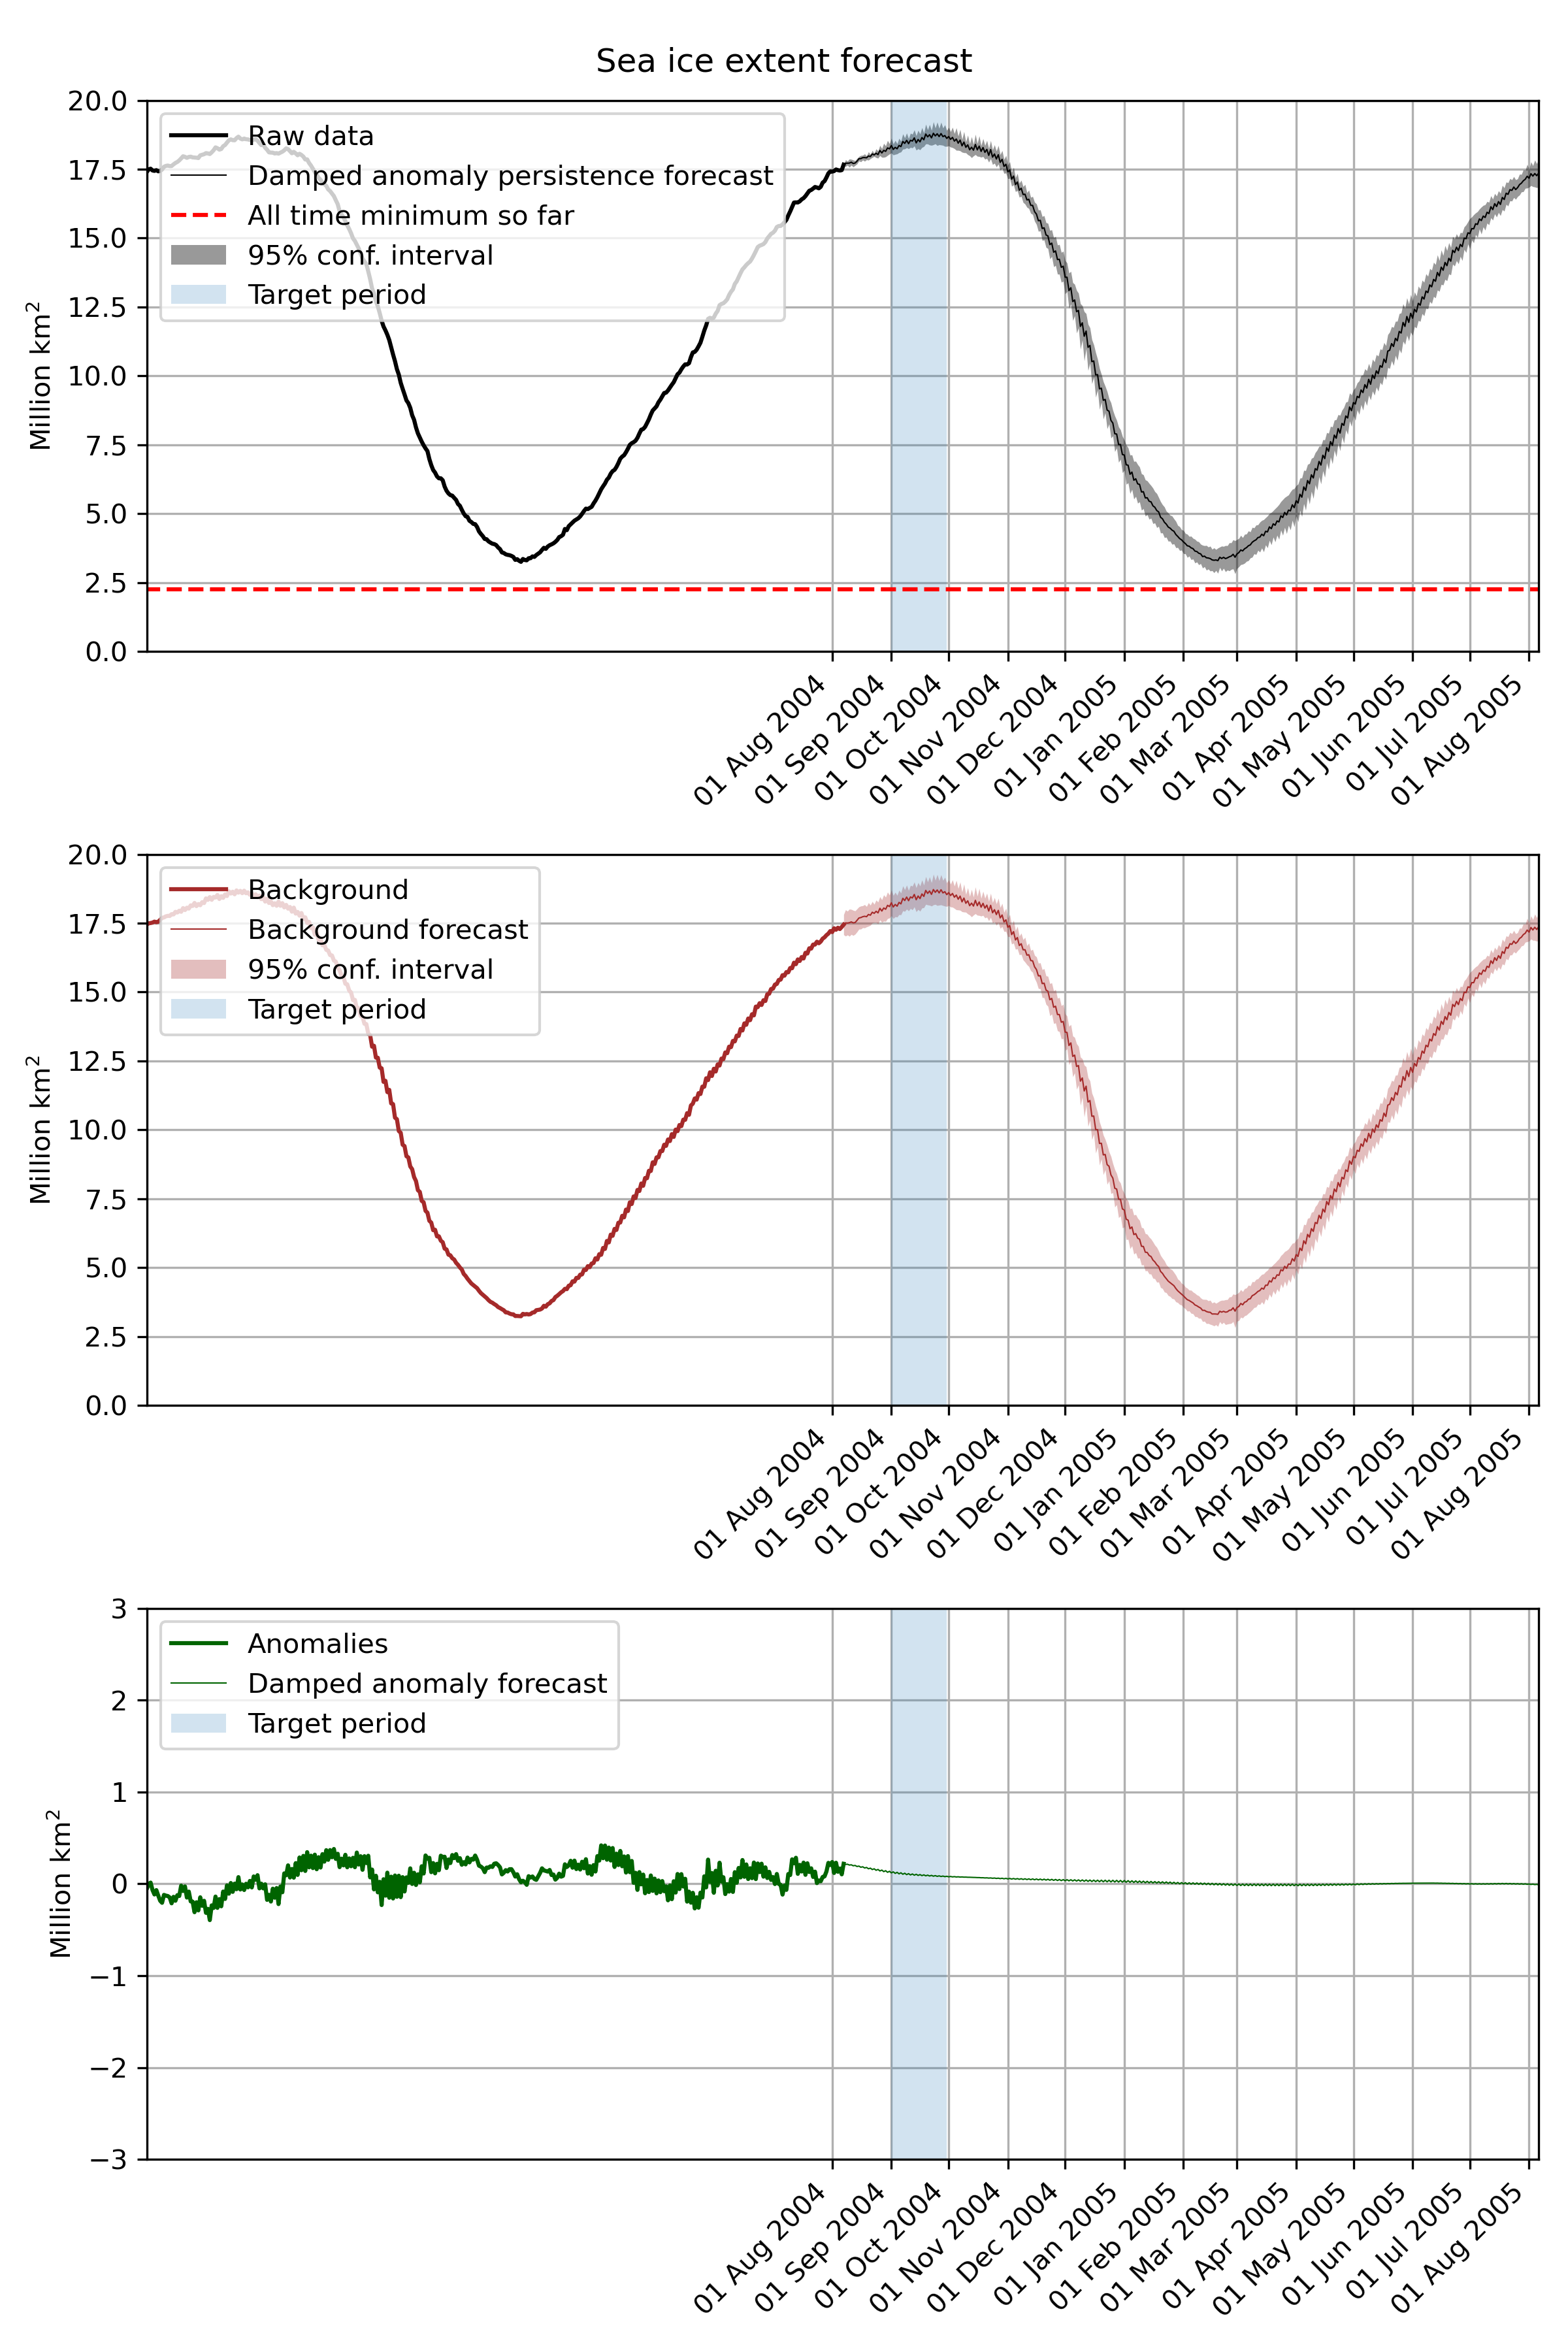 Sea ice extent forecast
20.0
17.5
15.0
12.5
10.0
7.5
5.0
2.5
0.0
Million km²
Raw data
Damped anomaly persistence forecast
All time minimum so far
95% conf. interval
Target period
01 Aug 2004
01 Sep 2004
01 Oct 2004
01 Nov 2004
01 Dec 2004
01 Jan 2005
01 Feb 2005
01 Mar 2005
01 Apr 2005
01 May 2005
01 Jun 2005
01 Jul 2005
01 Aug 2005
20.0
17.5
15.0
12.5
10.0
7.5
5.0
2.5
0.0
Million km²
Background
Background forecast
95% conf. interval
Target period
01 Aug 2004
01 Sep 2004
01 Oct 2004
01 Nov 2004
01 Dec 2004
01 Jan 2005
01 Feb 2005
01 Mar 2005
01 Apr 2005
01 May 2005
01 Jun 2005
01 Jul 2005
01 Aug 2005
3
2
1
0
−1
−2
−3
Million km²
Anomalies
Damped anomaly forecast
Target period
01 Aug 2004
01 Sep 2004
01 Oct 2004
01 Nov 2004
01 Dec 2004
01 Jan 2005
01 Feb 2005
01 Mar 2005
01 Apr 2005
01 May 2005
01 Jun 2005
01 Jul 2005
01 Aug 2005